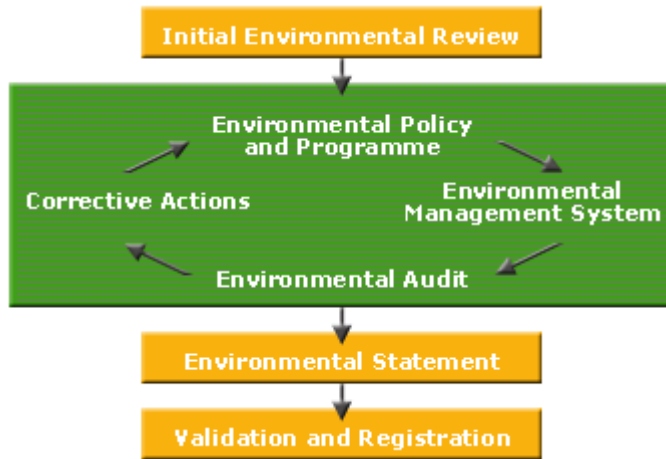 Initial Environmental Review
Environmental Policy
and Programme
Corrective Actions
Environmental
Management System
Environmental Audit
Environmental Statement
Validation and Registration